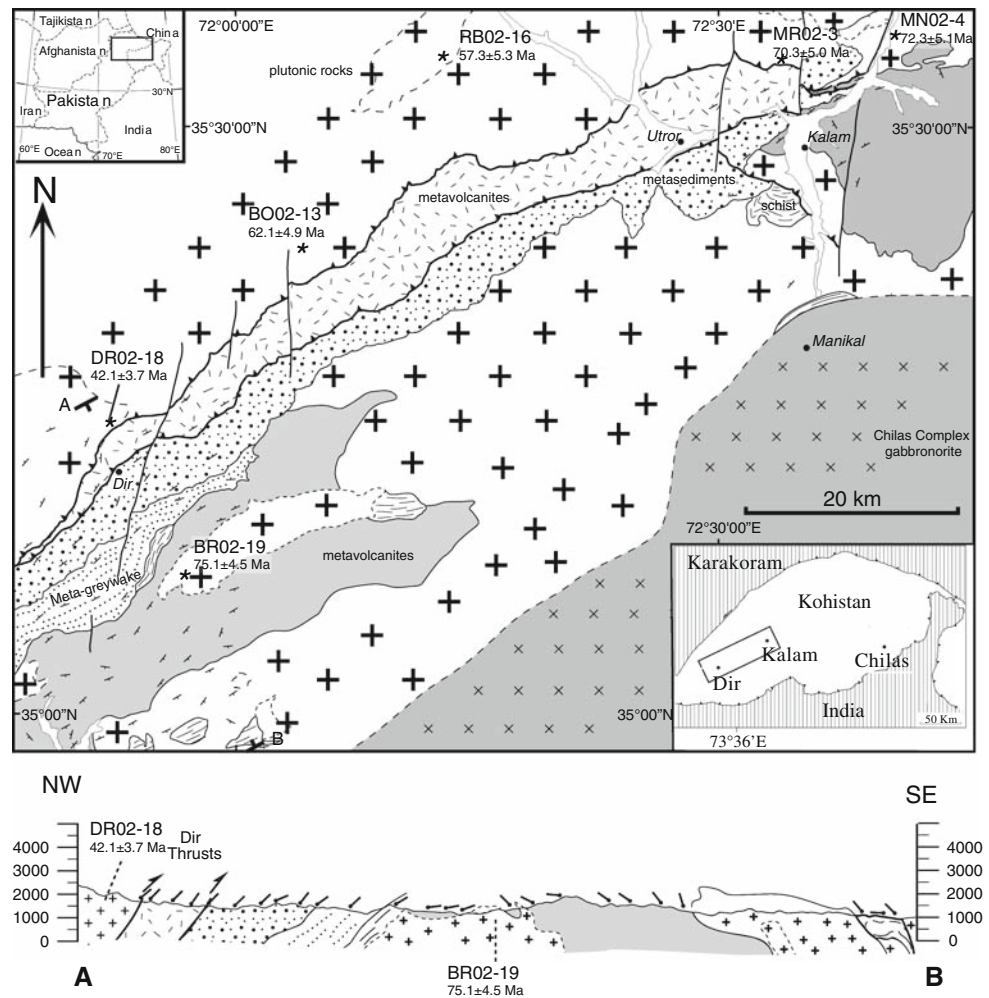 Tajikista n
China
Afghanista n
30°N
Pakista n
Iran
India
60°E
Ocean
70°E
80°E
72°00'00”E
72°30'E
MN02-4
72.3±5.1Ma
MR02-3
70.3±5.0 Ma
RB02-16
57.3±5.3 Ma
plutonic rocks
35°30'00”N
35°30'00”N
Utror
Kalam
metasediments
metavolcanites
schist
N
BO02-13
62.1±4.9 Ma
Manikal
DR02-18
42.1±3.7 Ma
A
Chilas Complex
gabbronorite
Dir
20 km
72°30'00”E
BR02-19
75.1±4.5 Ma
metavolcanites
Meta-greywake
Karakoram
Kohistan
Kalam
Chilas
Dir
India
50 Km
73°36'E
35°00”N
35°00”N
B
NW
SE
DR02-18
42.1±3.7 Ma
Dir
Thrusts
4000
3000
2000
1000
0
4000
3000
2000
1000
0
A
B
BR02-19
75.1±4.5 Ma